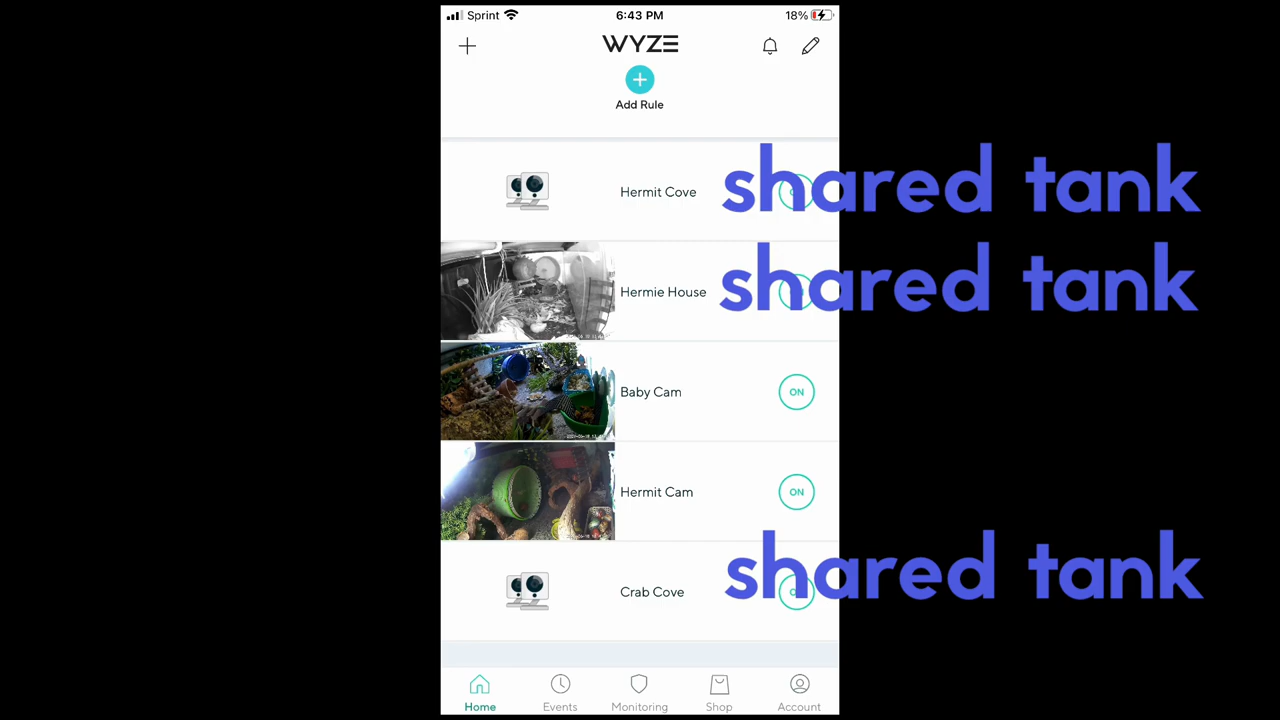 Sprint 6:43 PM 18%
WYZE
Add Rule
Hermit Cove
shared tank
Hermie House
shared tank
Baby Cam
ON
Hermit Cam
ON
Crab Cove
shared tank
Home Events Monitoring Shop Account